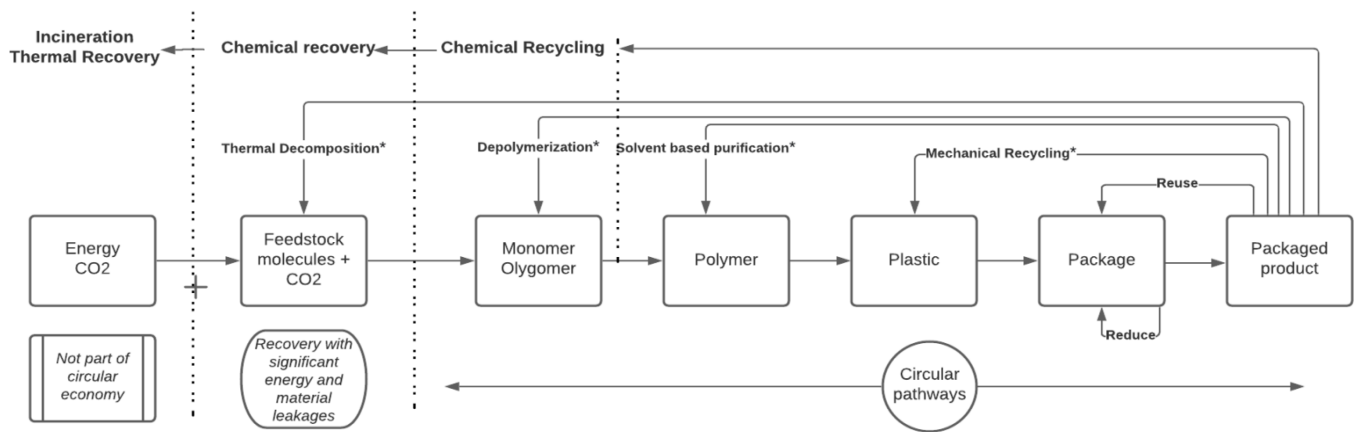 Incineration
Thermal Recovery
Chemical recovery
Chemical Recycling
Thermal Decomposition*
Depolymerization*
Solvent based purification*
Mechanical Recycling*
Reuse
Energy
CO2
Feedstock
molecules +
CO2
Monomer
Olygomer
Polymer
Plastic
Package
Packaged
product
Reduce
Not part of
circular
economy
Recovery with
significant
energy and
material
leakages
Circular
pathways